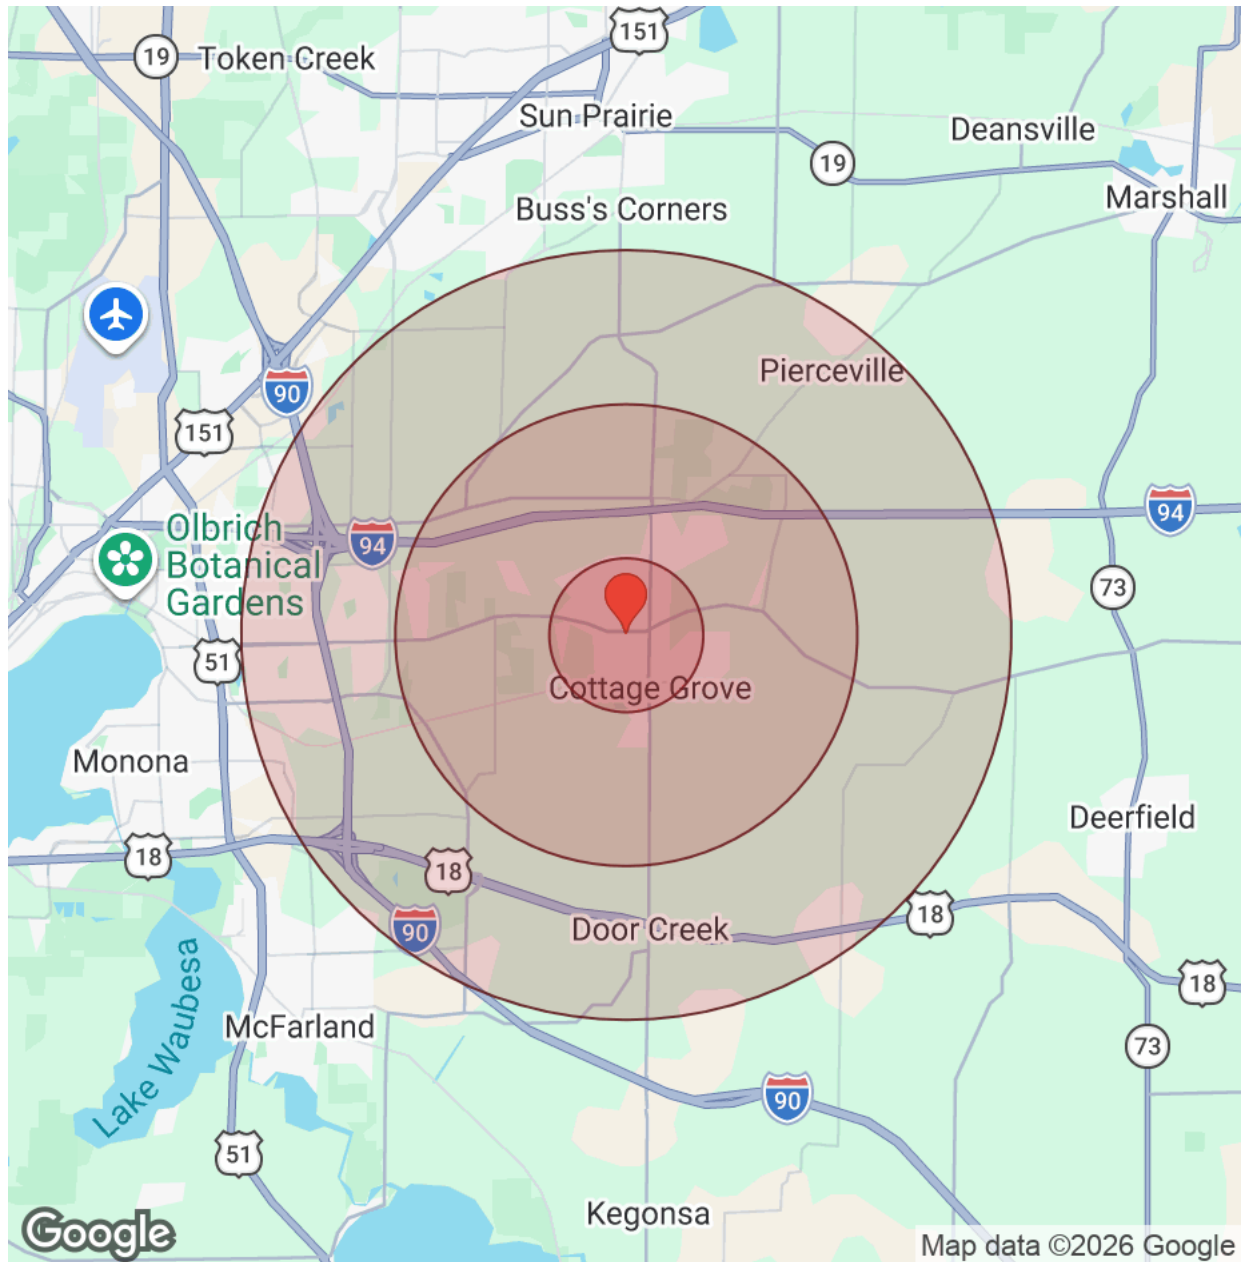 151
19
Token Creek
Sun Prairie
Deansville
19
Marshall
Buss's Corners
Pierceville
90
151
94
Olbrich
Botanical
Gardens
94
73
51
Cottage Grove
Monona
Deerfield
18
18
18
90
Door Creek
18
Lake Waubesa
McFarland
73
90
51
Kegonsa
Google
Map data ©2026 Google